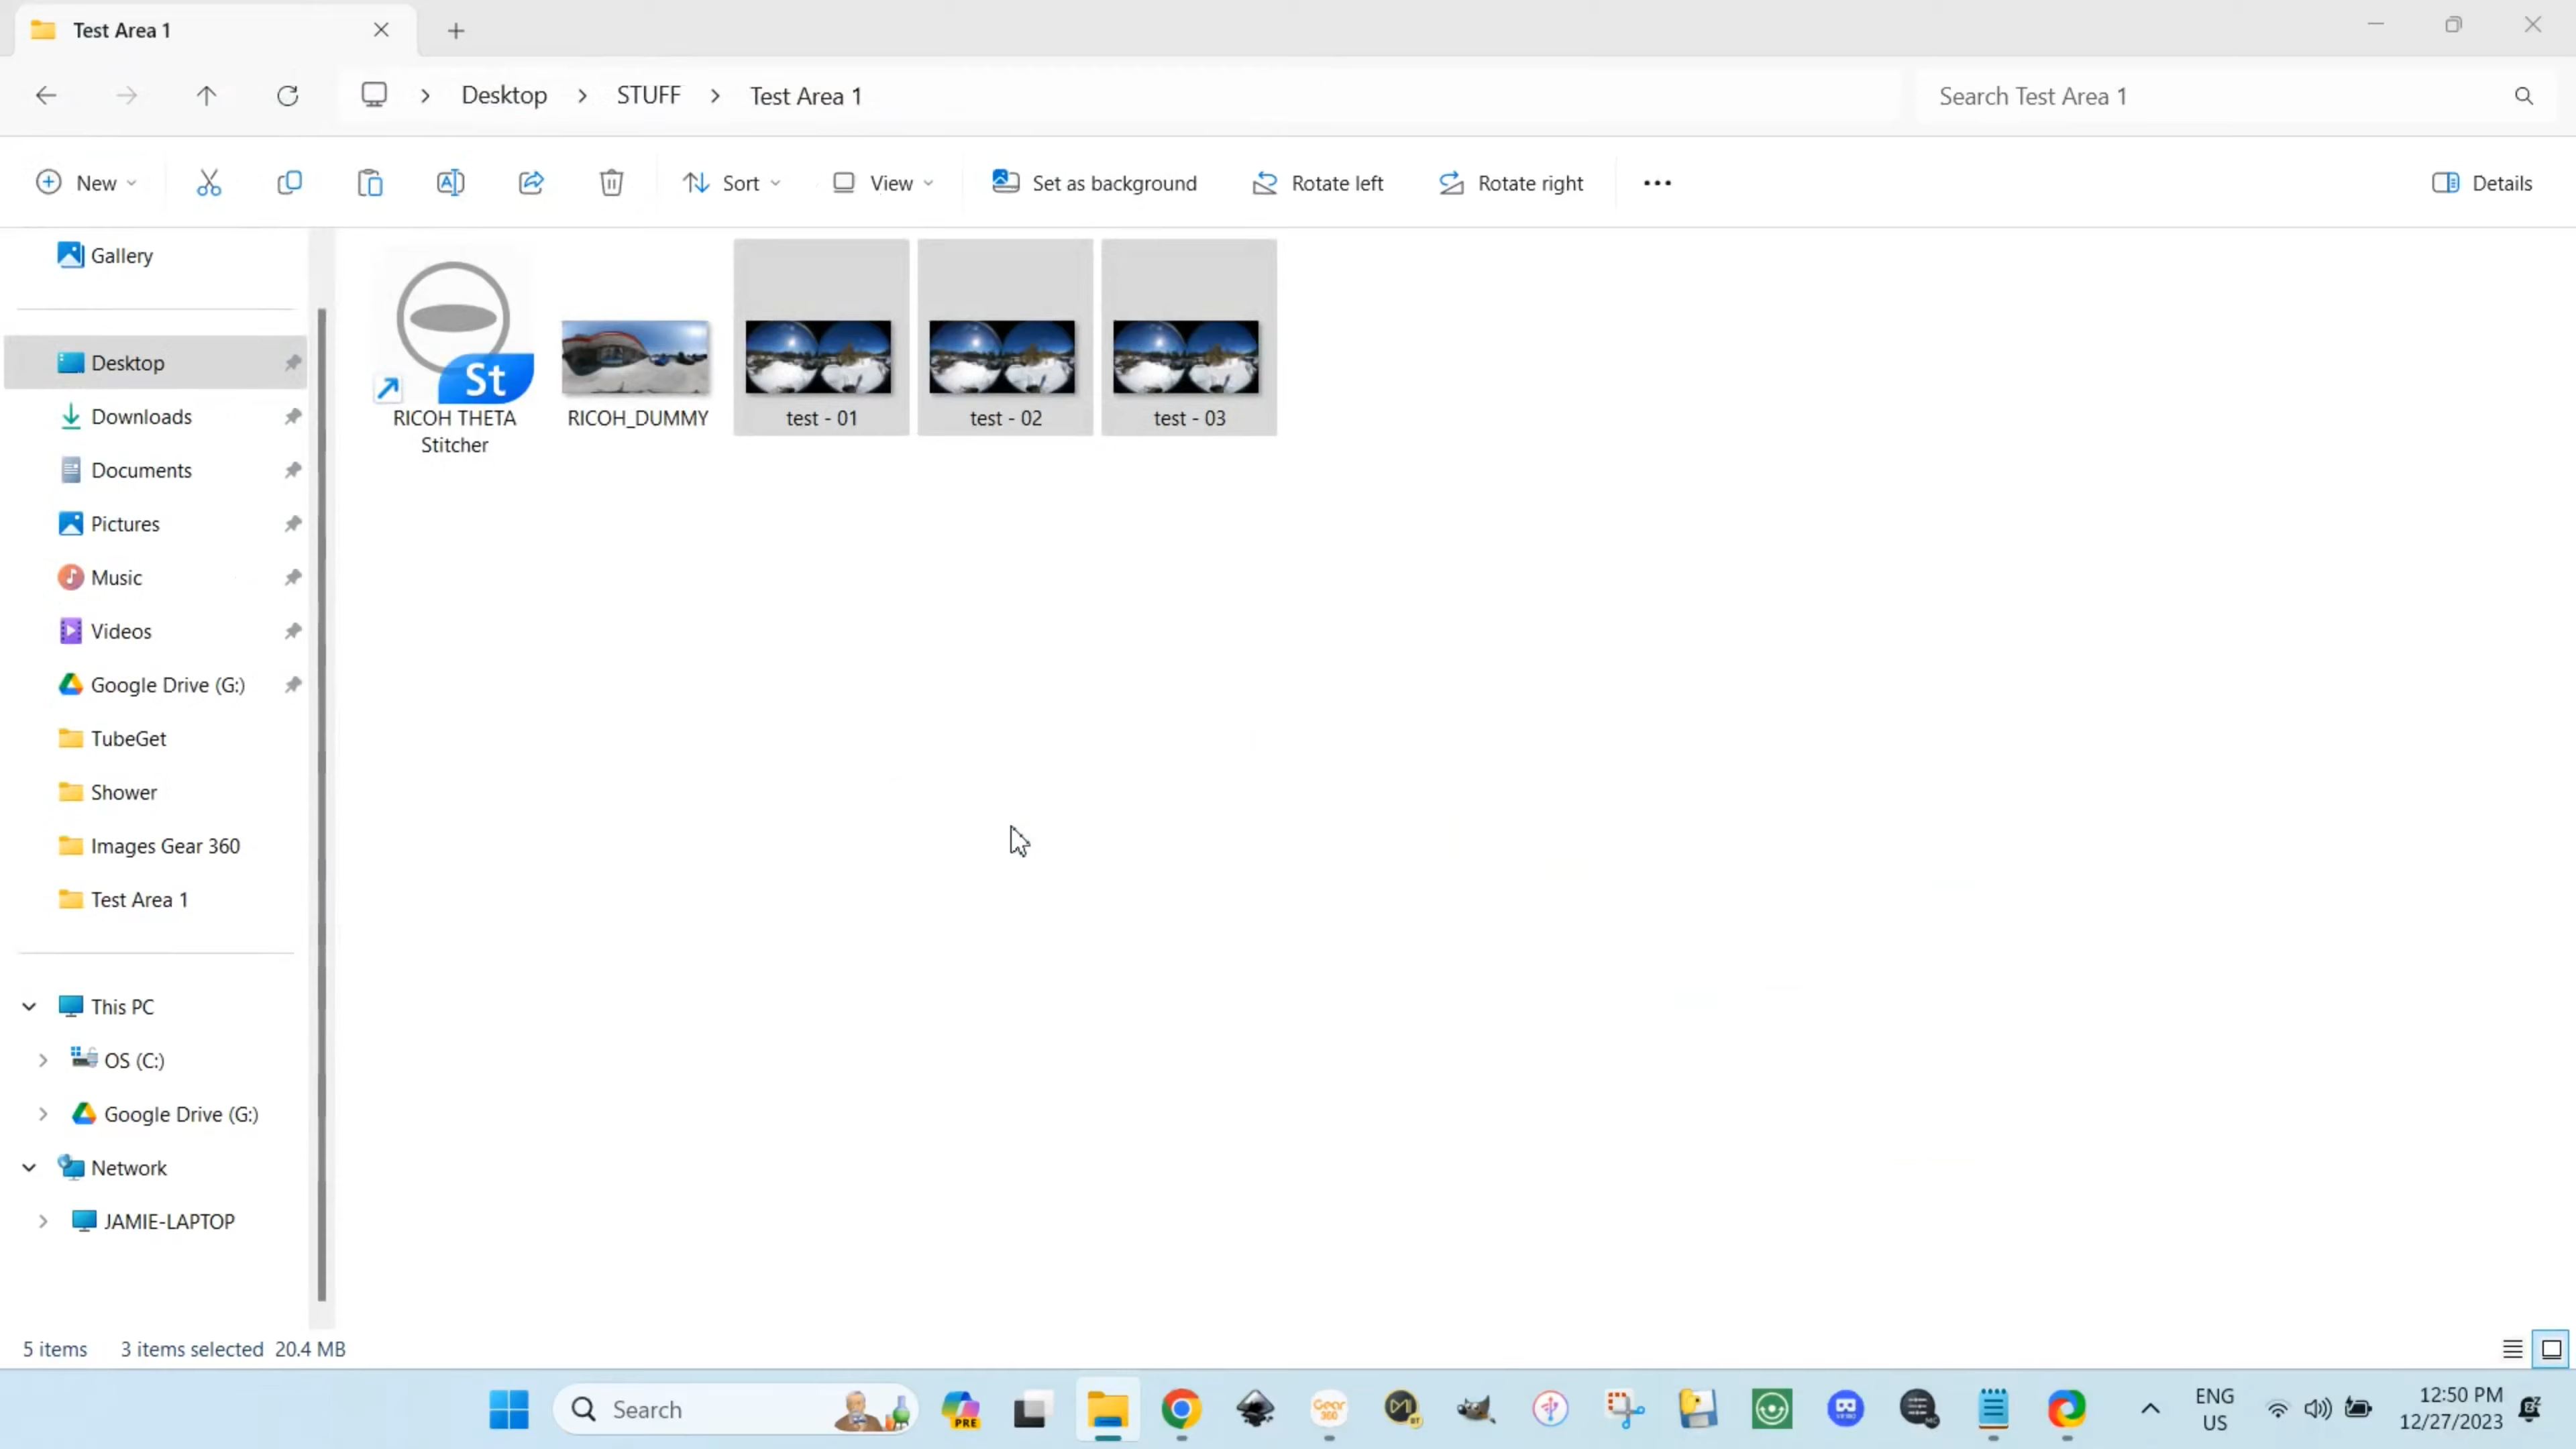 Test Area 1
Desktop > STUFF > Test Area 1
Search Test Area 1
New
Sort
View
Set as background
Rotate left
Rotate right
Details
Gallery
Desktop
Downloads
Documents
Pictures
Music
Videos
Google Drive (G:)
TubeGet
Shower
Images Gear 360
Test Area 1
This PC
OS (C:)
Google Drive (G:)
Network
JAMIE-LAPTOP
St
RICOH THETA
Stitcher
RICOH_DUMMY
test - 01
test - 02
test - 03
5 items 3 items selected 20.4 MB
Search
PRE
Gear
360
ENG
US
12:50 PM
12/27/2023